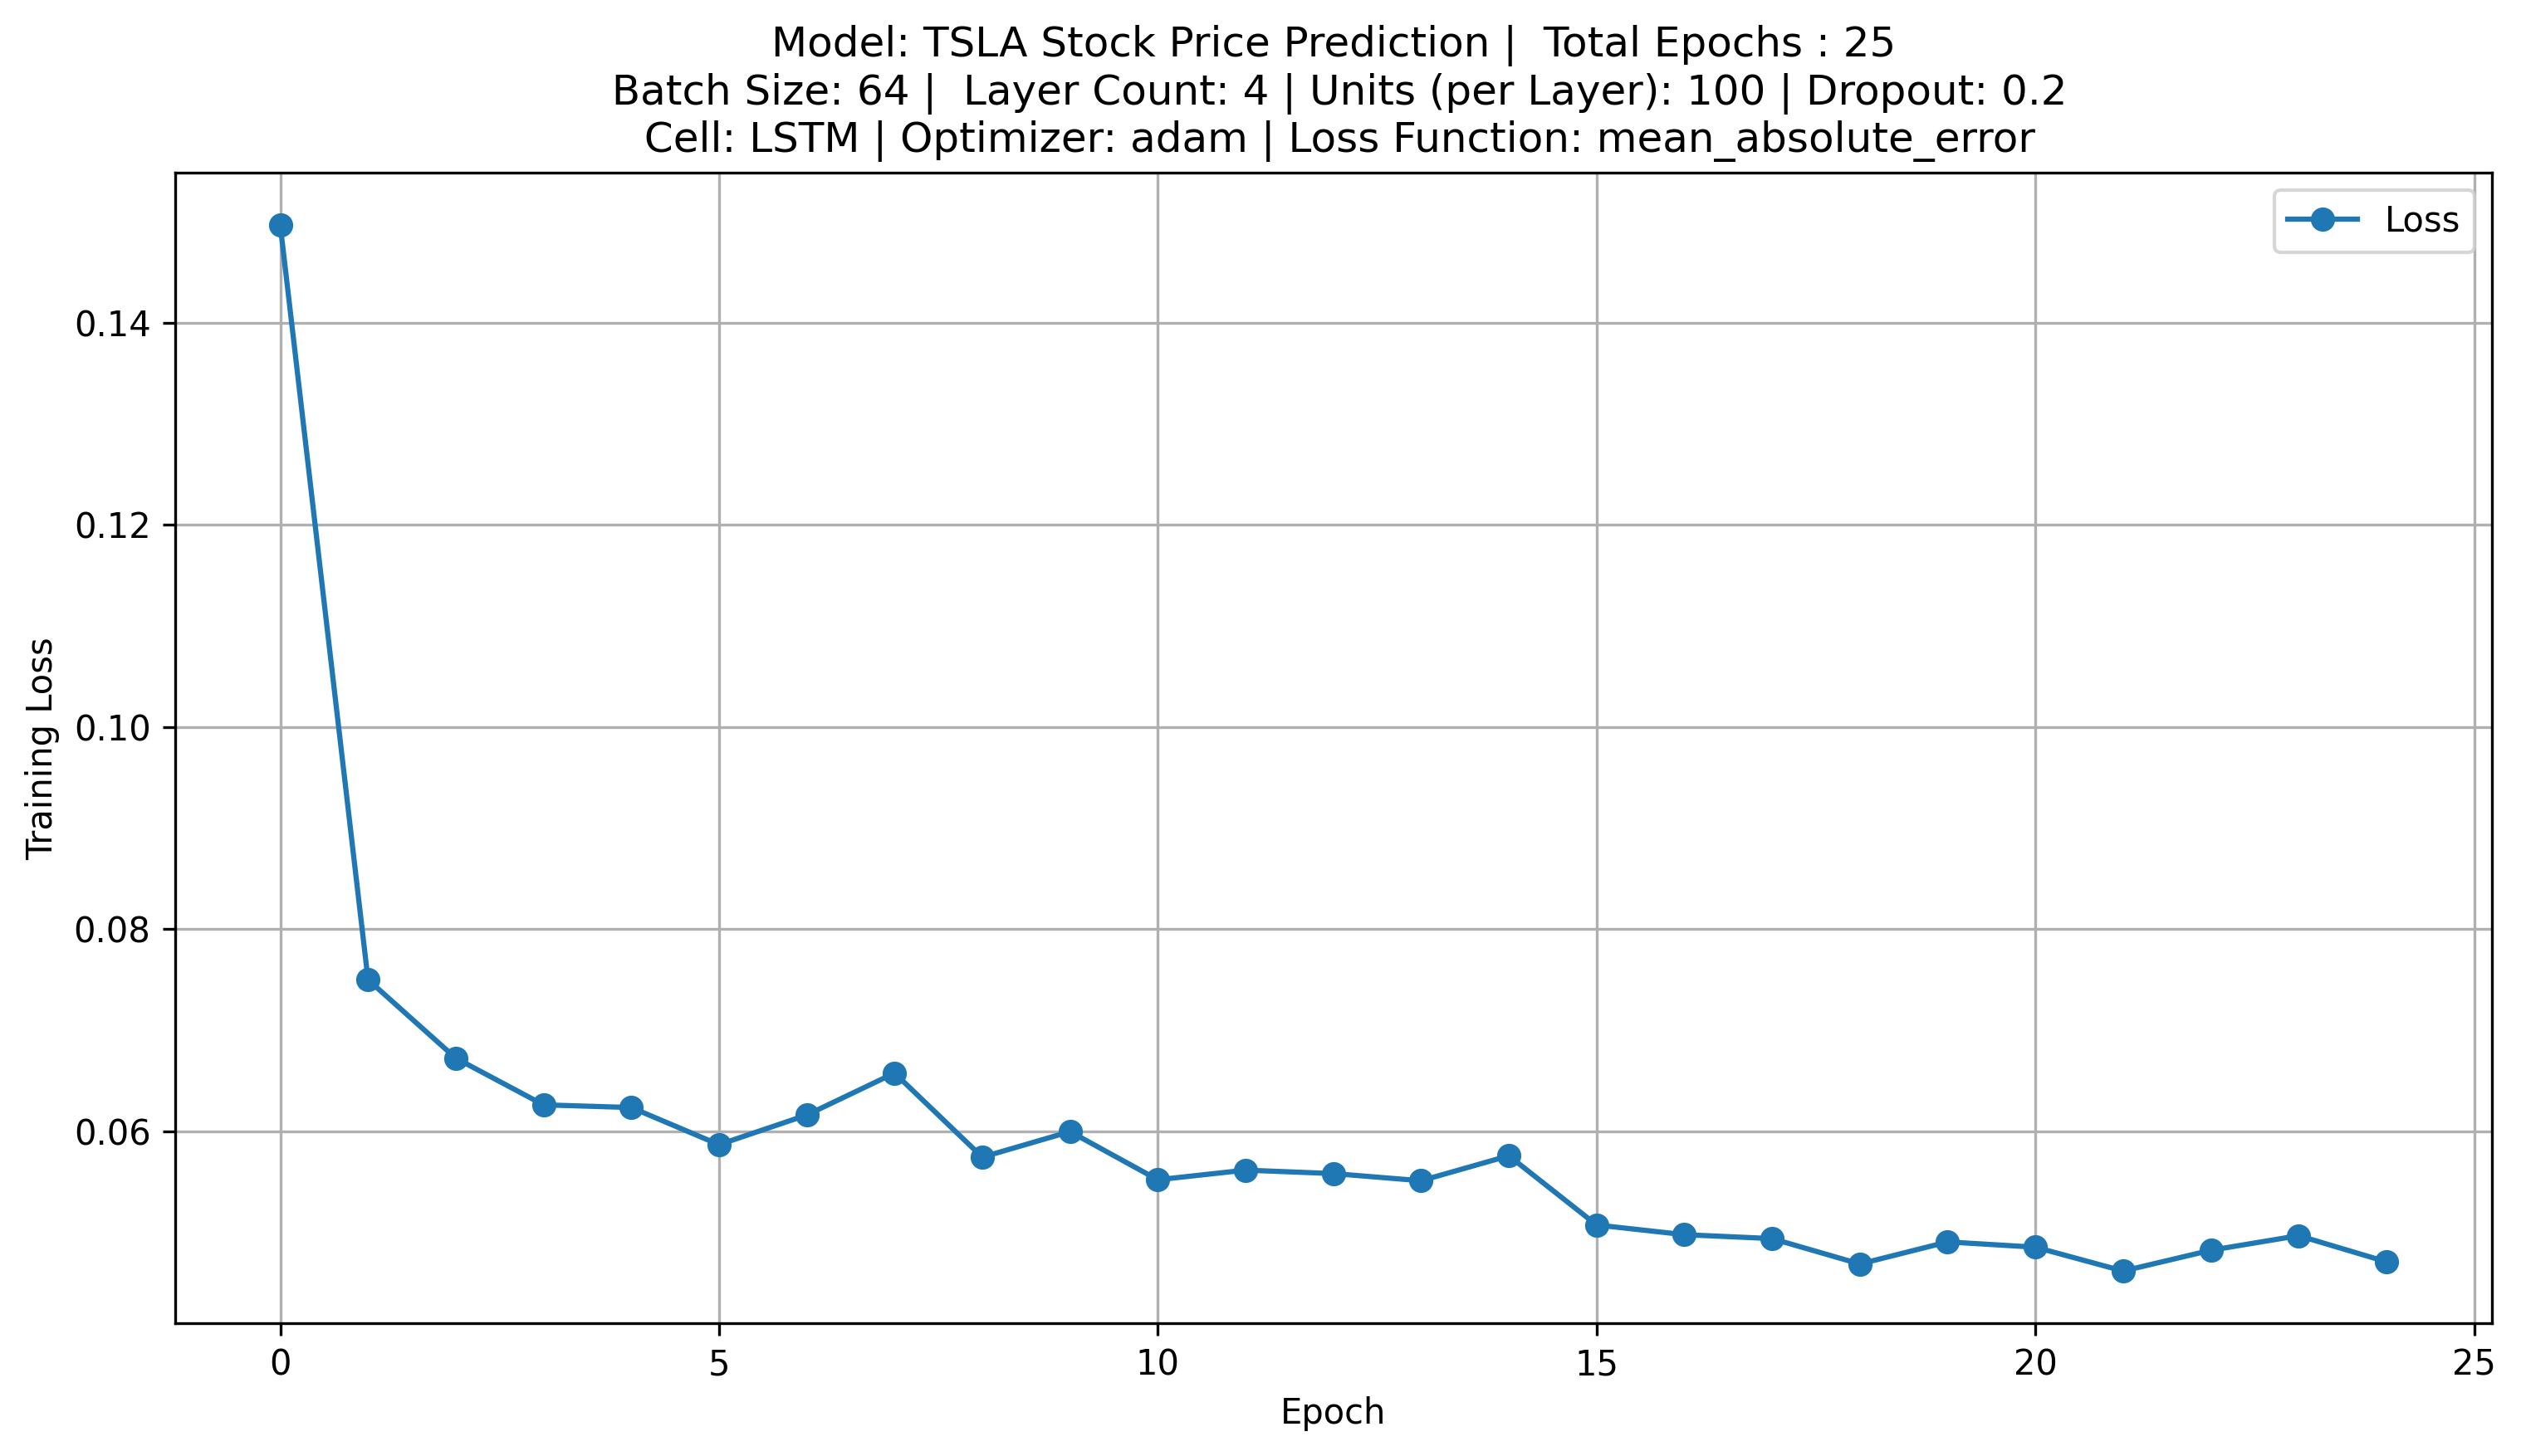 Model: TSLA Stock Price Prediction |  Total Epochs : 25
Batch Size: 64 |  Layer Count: 4 | Units (per Layer): 100 | Dropout: 0.2
Cell: LSTM | Optimizer: adam | Loss Function: mean_absolute_error
Loss
0.14
0.12
0.10
0.08
0.06
Training Loss
0 5 10 15 20 25
Epoch